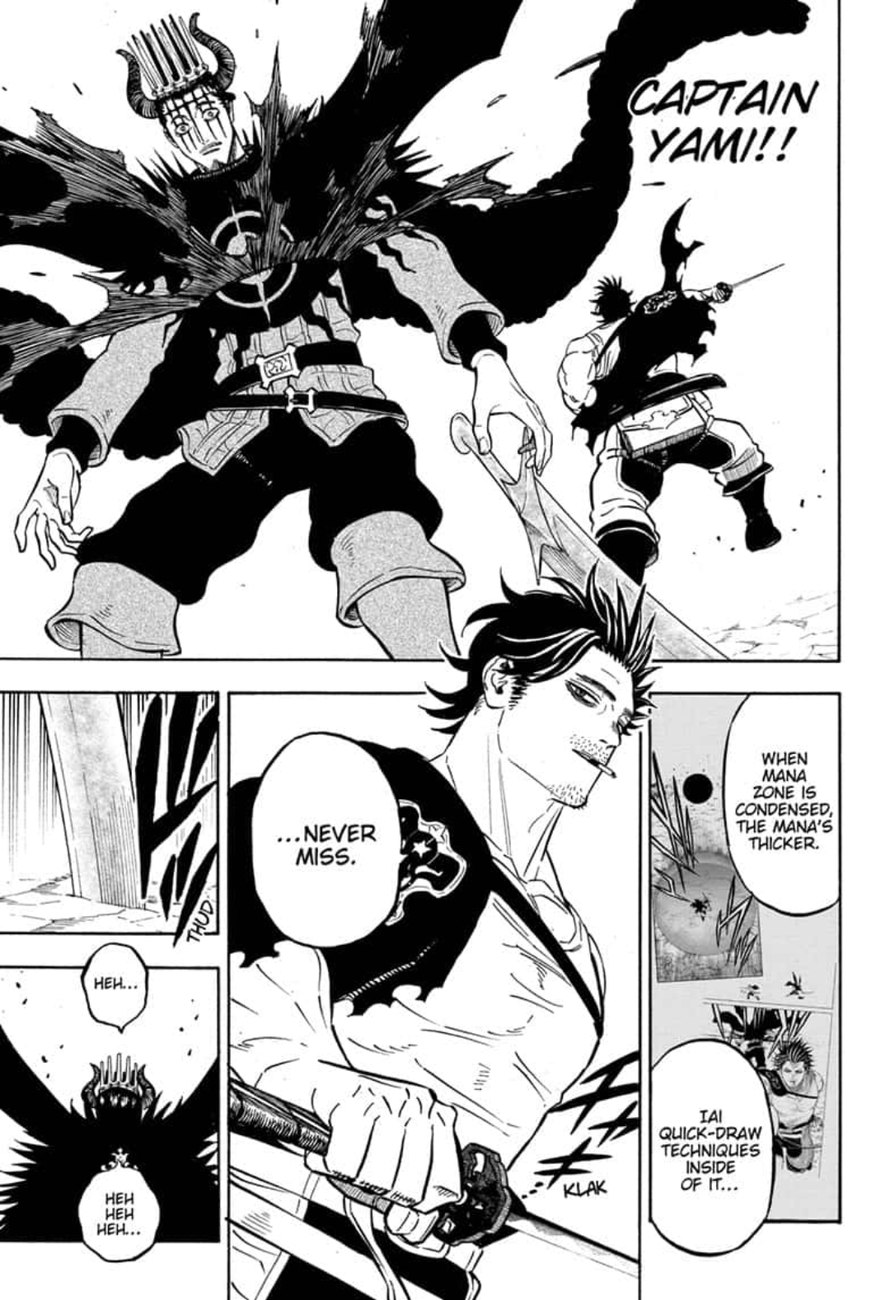 CAPTAIN
YAMI!!
WHEN
MANA
ZONE IS
CONDENSED,
THE MANA'S
THICKER.
IAI
QUICK-DRAW
TECHNIQUES
INSIDE
OF IT...
...NEVER
MISS.
KLAK
THUD
HEH...
HEH
HEH
HEH...